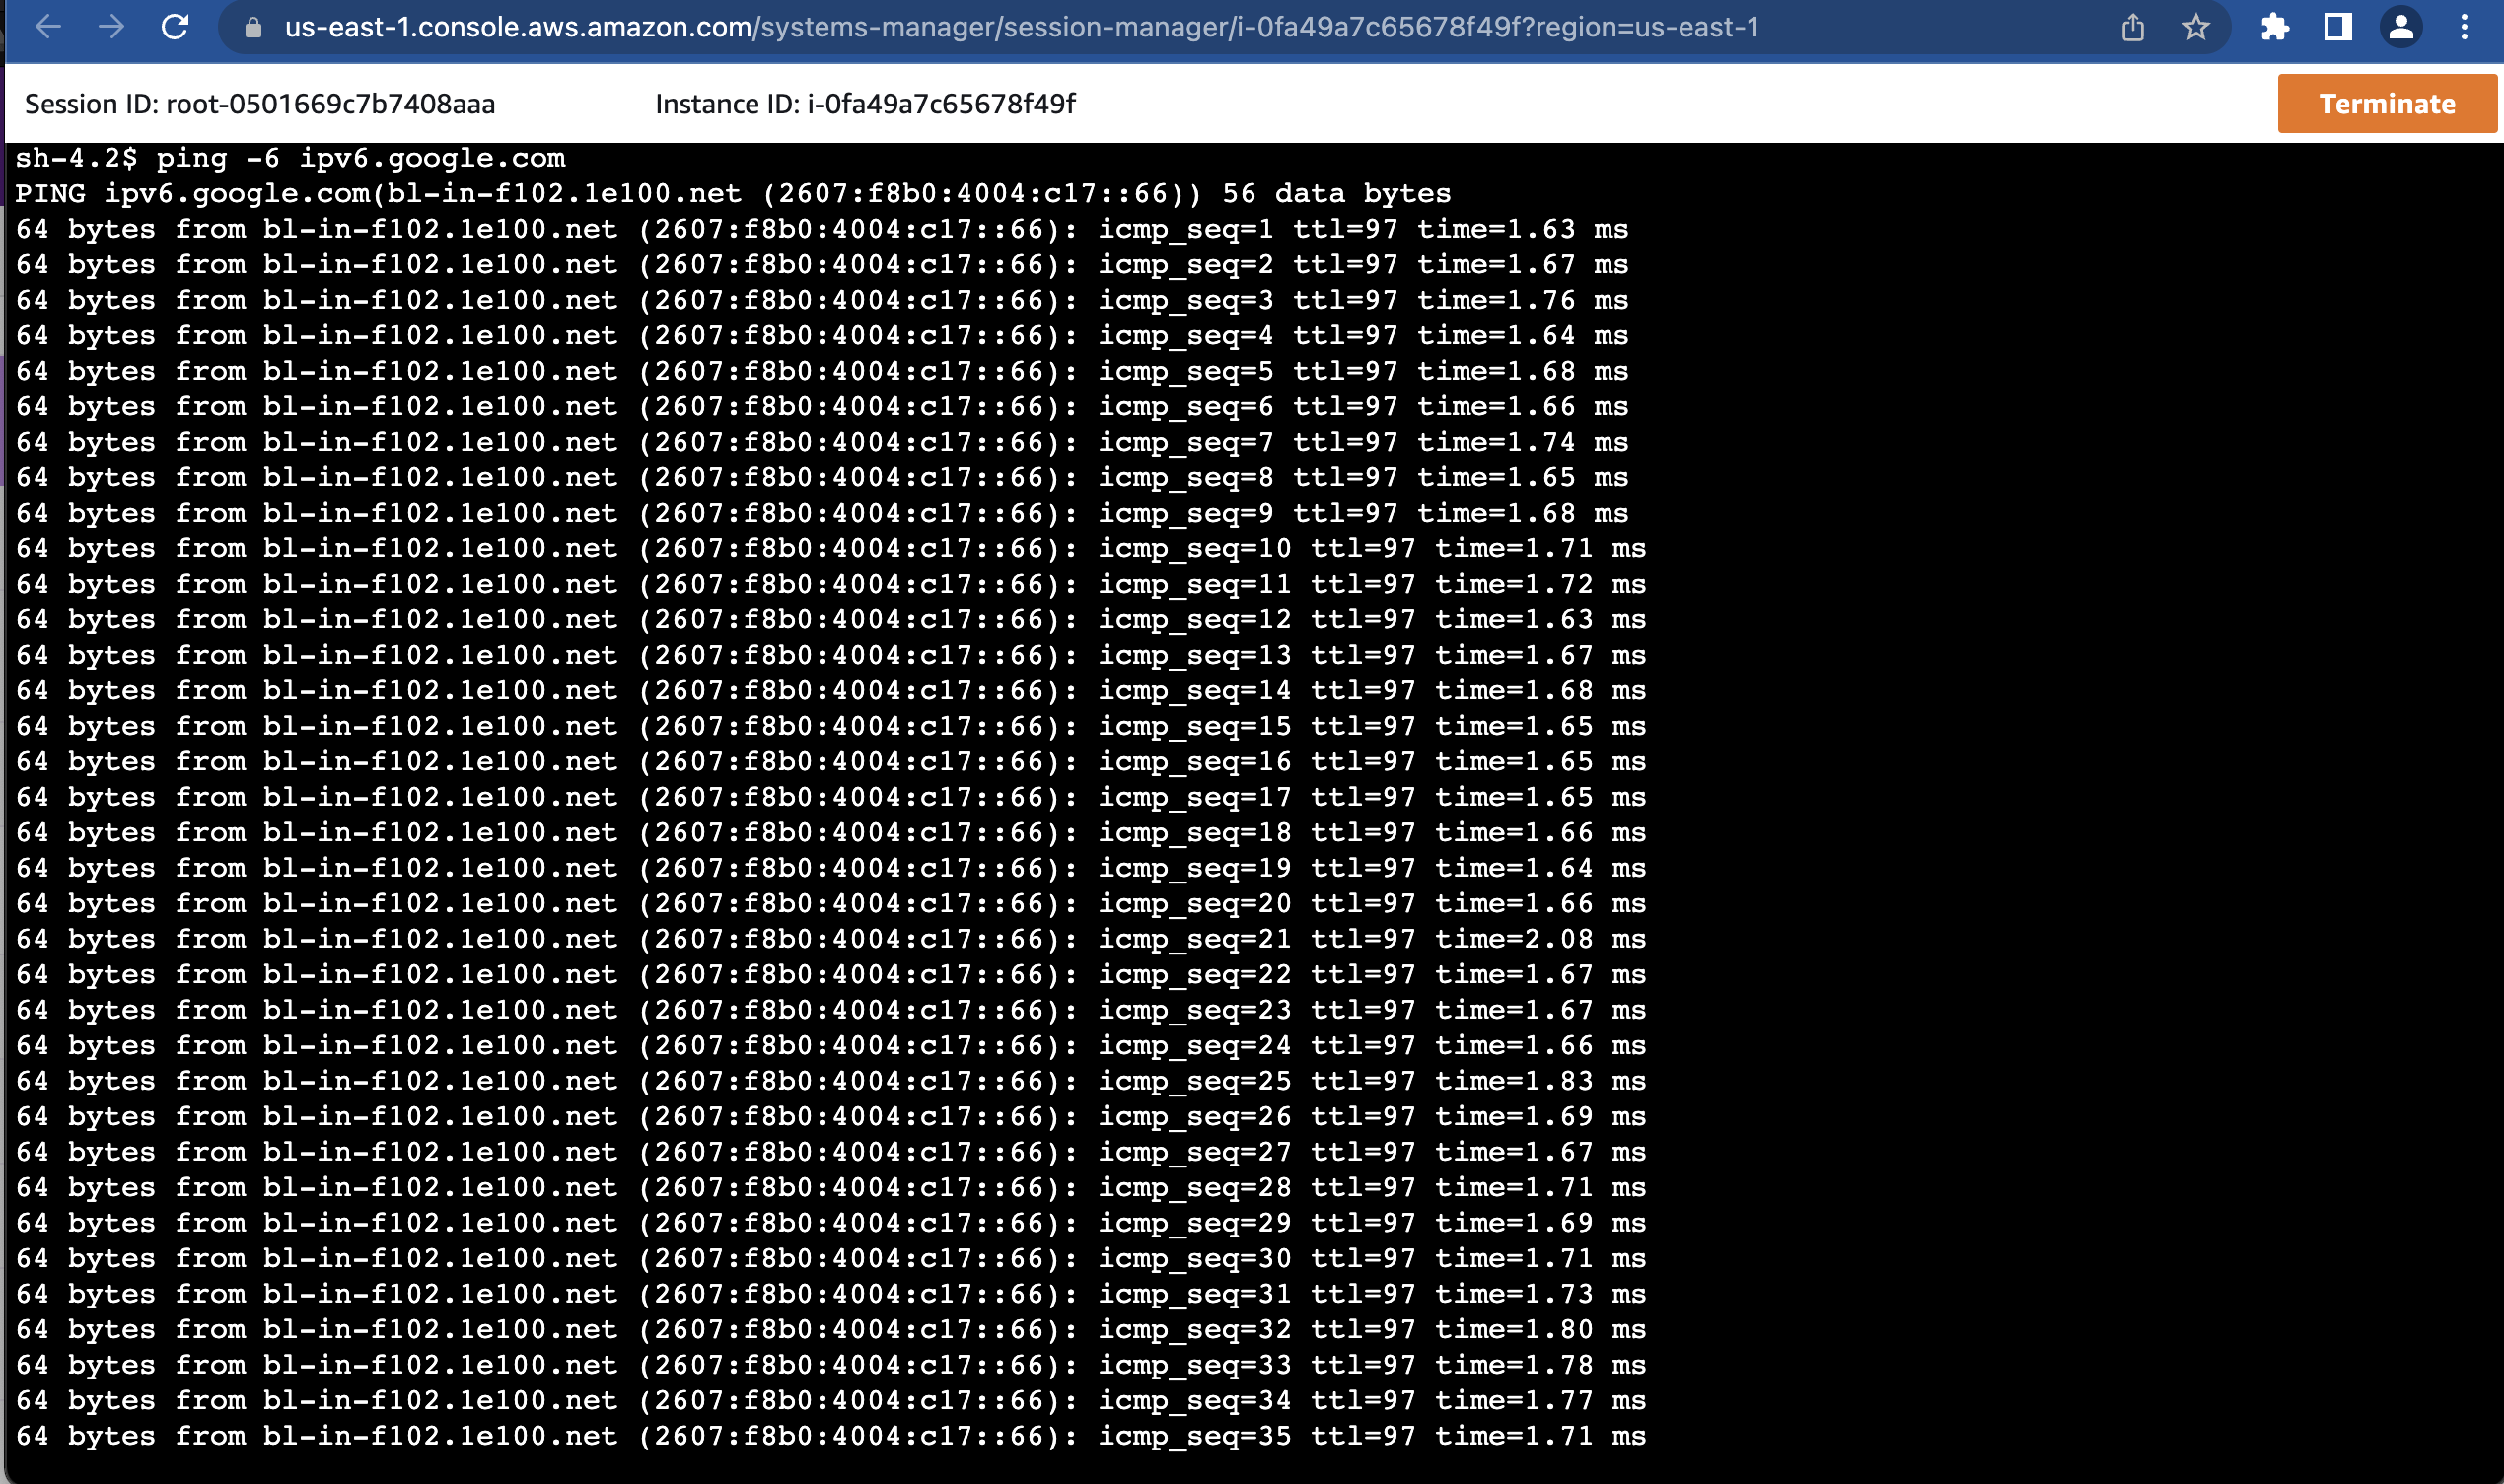 us-east-1.console.aws.amazon.com/systems-manager/session-manager/i-0fa49a7c65678f49f?region=us-east-1
Session ID: root-0501669c7b7408aaa Instance ID: i-0fa49a7c65678f49f Terminate
sh-4.2$ ping -6 ipv6.google.com
PING ipv6.google.com(bl-in-f102.1e100.net (2607:f8b0:4004:c17::66)) 56 data bytes
64 bytes from bl-in-f102.1e100.net (2607:f8b0:4004:c17::66): icmp_seq=1 ttl=97 time=1.63 ms
64 bytes from bl-in-f102.1e100.net (2607:f8b0:4004:c17::66): icmp_seq=2 ttl=97 time=1.67 ms
64 bytes from bl-in-f102.1e100.net (2607:f8b0:4004:c17::66): icmp_seq=3 ttl=97 time=1.76 ms
64 bytes from bl-in-f102.1e100.net (2607:f8b0:4004:c17::66): icmp_seq=4 ttl=97 time=1.64 ms
64 bytes from bl-in-f102.1e100.net (2607:f8b0:4004:c17::66): icmp_seq=5 ttl=97 time=1.68 ms
64 bytes from bl-in-f102.1e100.net (2607:f8b0:4004:c17::66): icmp_seq=6 ttl=97 time=1.66 ms
64 bytes from bl-in-f102.1e100.net (2607:f8b0:4004:c17::66): icmp_seq=7 ttl=97 time=1.74 ms
64 bytes from bl-in-f102.1e100.net (2607:f8b0:4004:c17::66): icmp_seq=8 ttl=97 time=1.65 ms
64 bytes from bl-in-f102.1e100.net (2607:f8b0:4004:c17::66): icmp_seq=9 ttl=97 time=1.68 ms
64 bytes from bl-in-f102.1e100.net (2607:f8b0:4004:c17::66): icmp_seq=10 ttl=97 time=1.71 ms
64 bytes from bl-in-f102.1e100.net (2607:f8b0:4004:c17::66): icmp_seq=11 ttl=97 time=1.72 ms
64 bytes from bl-in-f102.1e100.net (2607:f8b0:4004:c17::66): icmp_seq=12 ttl=97 time=1.63 ms
64 bytes from bl-in-f102.1e100.net (2607:f8b0:4004:c17::66): icmp_seq=13 ttl=97 time=1.67 ms
64 bytes from bl-in-f102.1e100.net (2607:f8b0:4004:c17::66): icmp_seq=14 ttl=97 time=1.68 ms
64 bytes from bl-in-f102.1e100.net (2607:f8b0:4004:c17::66): icmp_seq=15 ttl=97 time=1.65 ms
64 bytes from bl-in-f102.1e100.net (2607:f8b0:4004:c17::66): icmp_seq=16 ttl=97 time=1.65 ms
64 bytes from bl-in-f102.1e100.net (2607:f8b0:4004:c17::66): icmp_seq=17 ttl=97 time=1.65 ms
64 bytes from bl-in-f102.1e100.net (2607:f8b0:4004:c17::66): icmp_seq=18 ttl=97 time=1.66 ms
64 bytes from bl-in-f102.1e100.net (2607:f8b0:4004:c17::66): icmp_seq=19 ttl=97 time=1.64 ms
64 bytes from bl-in-f102.1e100.net (2607:f8b0:4004:c17::66): icmp_seq=20 ttl=97 time=1.66 ms
64 bytes from bl-in-f102.1e100.net (2607:f8b0:4004:c17::66): icmp_seq=21 ttl=97 time=2.08 ms
64 bytes from bl-in-f102.1e100.net (2607:f8b0:4004:c17::66): icmp_seq=22 ttl=97 time=1.67 ms
64 bytes from bl-in-f102.1e100.net (2607:f8b0:4004:c17::66): icmp_seq=23 ttl=97 time=1.67 ms
64 bytes from bl-in-f102.1e100.net (2607:f8b0:4004:c17::66): icmp_seq=24 ttl=97 time=1.66 ms
64 bytes from bl-in-f102.1e100.net (2607:f8b0:4004:c17::66): icmp_seq=25 ttl=97 time=1.83 ms
64 bytes from bl-in-f102.1e100.net (2607:f8b0:4004:c17::66): icmp_seq=26 ttl=97 time=1.69 ms
64 bytes from bl-in-f102.1e100.net (2607:f8b0:4004:c17::66): icmp_seq=27 ttl=97 time=1.67 ms
64 bytes from bl-in-f102.1e100.net (2607:f8b0:4004:c17::66): icmp_seq=28 ttl=97 time=1.71 ms
64 bytes from bl-in-f102.1e100.net (2607:f8b0:4004:c17::66): icmp_seq=29 ttl=97 time=1.69 ms
64 bytes from bl-in-f102.1e100.net (2607:f8b0:4004:c17::66): icmp_seq=30 ttl=97 time=1.71 ms
64 bytes from bl-in-f102.1e100.net (2607:f8b0:4004:c17::66): icmp_seq=31 ttl=97 time=1.73 ms
64 bytes from bl-in-f102.1e100.net (2607:f8b0:4004:c17::66): icmp_seq=32 ttl=97 time=1.80 ms
64 bytes from bl-in-f102.1e100.net (2607:f8b0:4004:c17::66): icmp_seq=33 ttl=97 time=1.78 ms
64 bytes from bl-in-f102.1e100.net (2607:f8b0:4004:c17::66): icmp_seq=34 ttl=97 time=1.77 ms
64 bytes from bl-in-f102.1e100.net (2607:f8b0:4004:c17::66): icmp_seq=35 ttl=97 time=1.71 ms